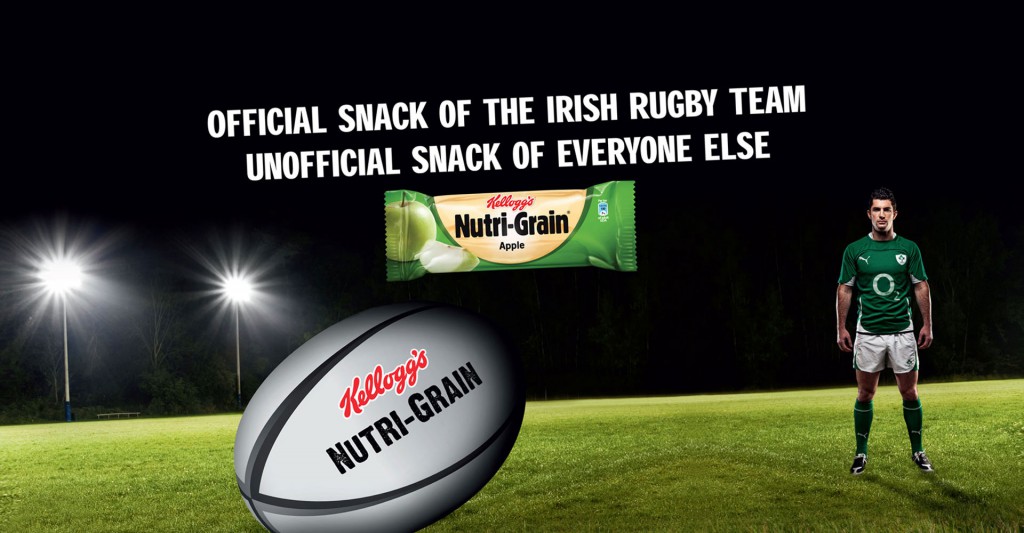 OFFICIAL SNACK OF THE IRISH RUGBY TEAM
UNOFFICIAL SNACK OF EVERYONE ELSE
Kellogg's
Nutri-Grain
Apple
Kellogg's
NUTRI-GRAIN
O2